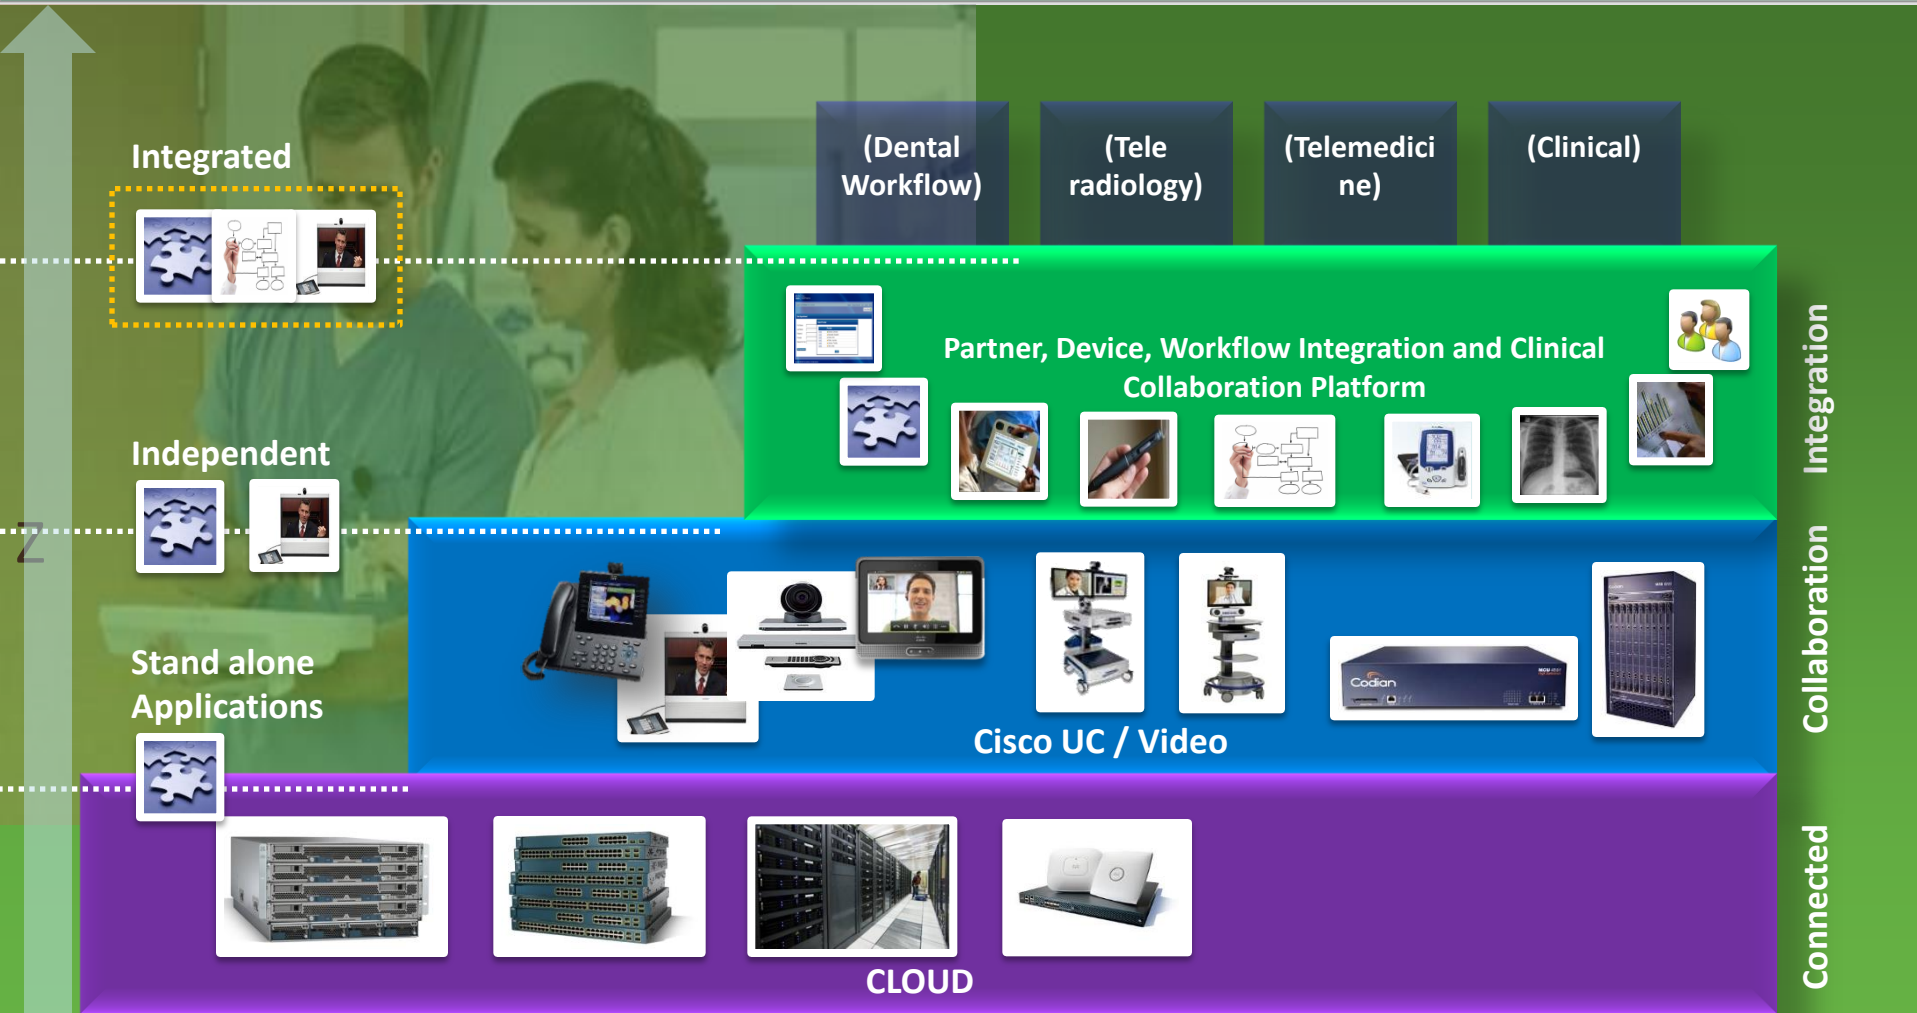 (Dental
Workflow)
(Tele
radiology)
(Telemedici
ne)
(Clinical)
Integrated
Partner, Device, Workflow Integration and Clinical
Collaboration Platform
Integration
Independent
Z
Collaboration
Stand alone
Applications
Codian
Cisco UC / Video
Connected
CLOUD